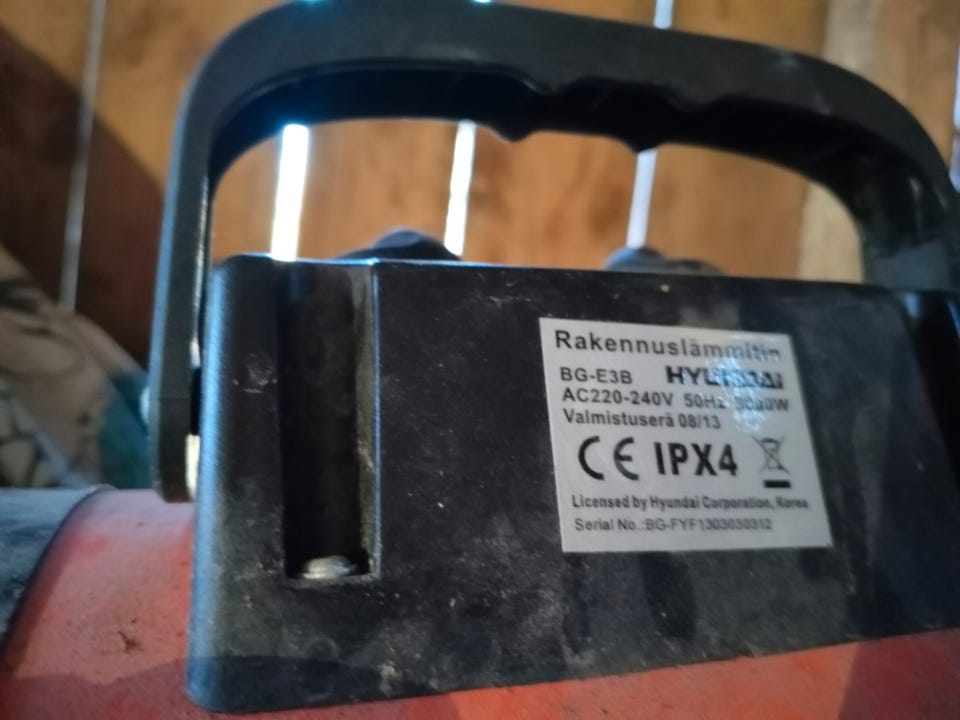 Rakennuslämmitin
BG-E3B HYUNDAI
AC220-240V 50Hz 3000W
Valmistuserä 08/13
CE IPX4
Licensed by Hyundai Corporation, Korea
Serial No.:BG-FYF1303030312